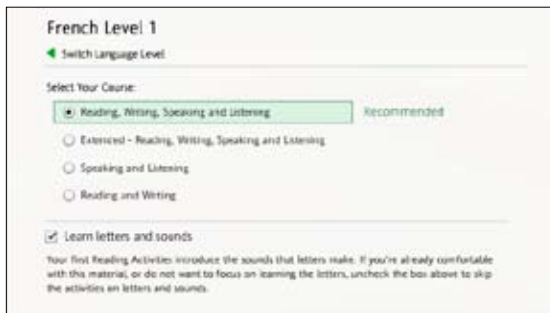 French Level 1
Switch Language Level
Select Your Course:
Reading, Writing, Speaking and Listening
Recommended
Extended - Reading, Writing, Speaking and Listening
Speaking and Listening
Reading and Writing
Learn letters and sounds
Your first Reading Activities introduce the sounds that letters make. If you're already comfortable
with this material, or do not want to focus on learning the letters, uncheck the box above to skip
the activities on letters and sounds.